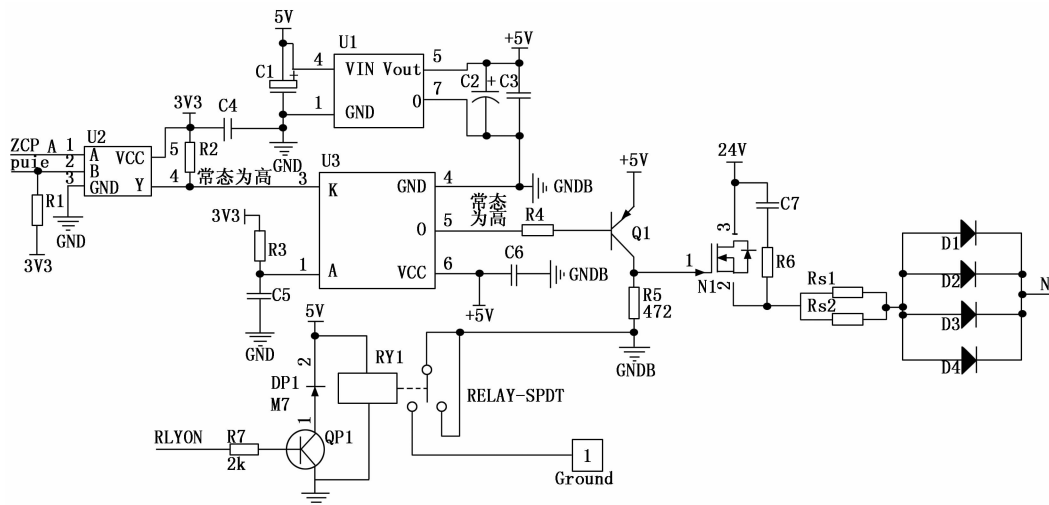 5V
U1
5
+5V
4
VIN
Vout
C1
+
C2
+
C3
1
GND
O
7
3V3
C4
GND
ZCP_A
1
U2
A
VCC
5
R2
puie
2
B
3
GND
Y
4
常态为高
R1
GND
3V3
U3
3
K
GND
4
GNDB
常态
为高
3V3
R3
O
5
R4
+5V
Q1
1
A
VCC
6
C6
GNDB
C5
GND
+5V
R5
472
GNDB
24V
3
C7
1
N1
2
R6
Rs1
Rs2
D1
D2
D3
D4
N
5V
2
DP1
M7
1
RY1
RELAY-SPDT
RLYON
R7
2k
QP1
1
Ground